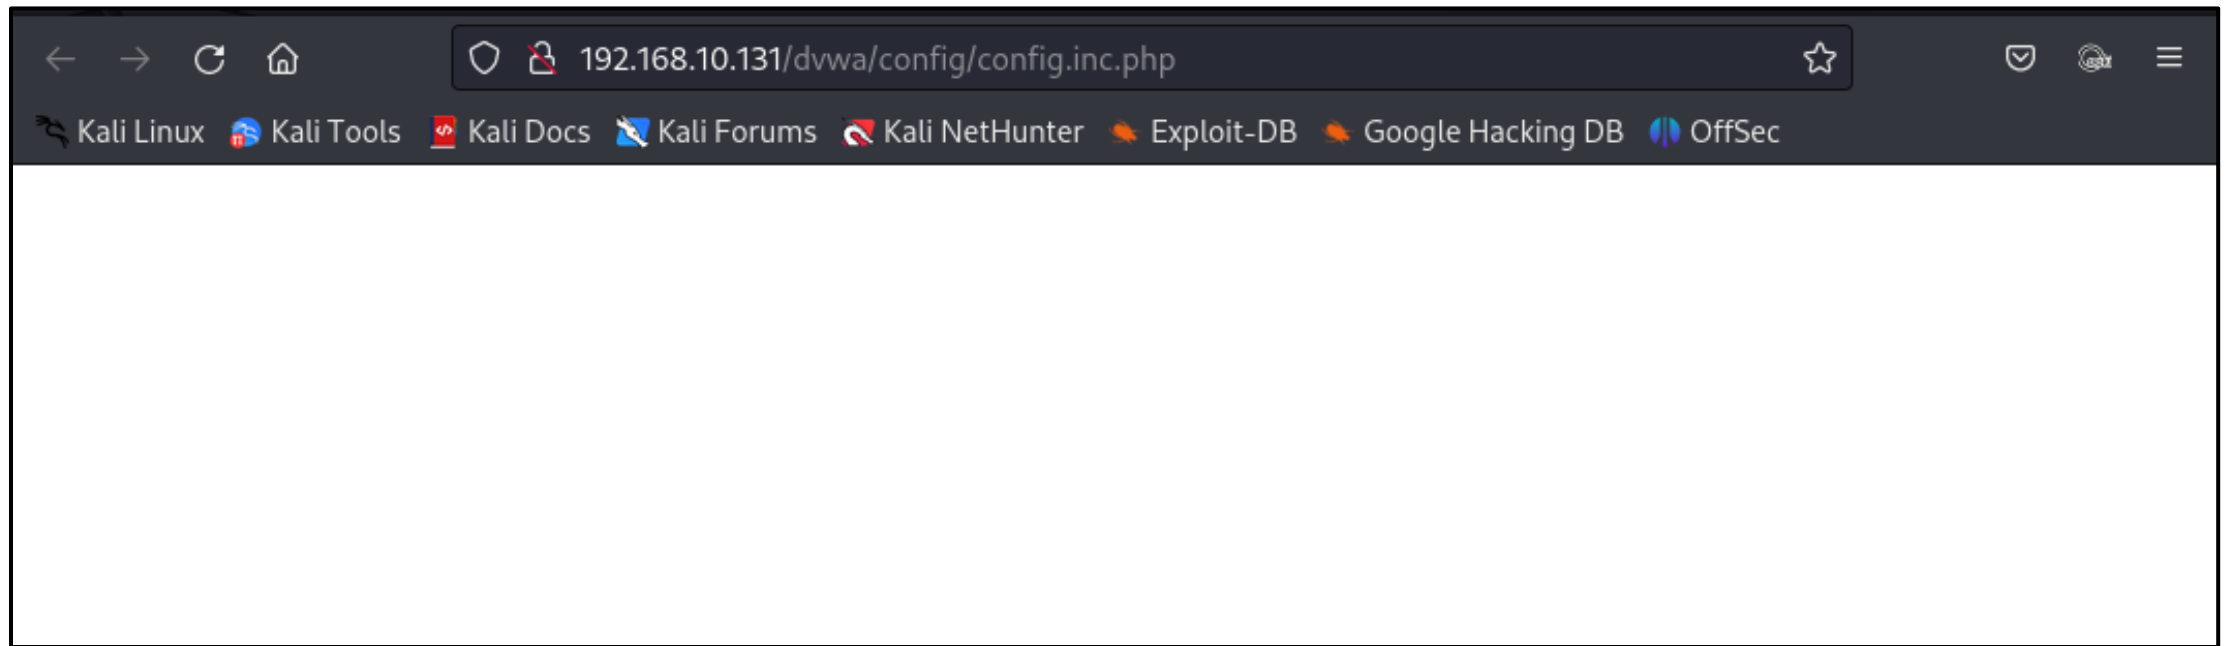 192.168.10.131/dvwa/config/config.inc.php
Kali Linux Kali Tools Kali Docs Kali Forums Kali NetHunter Exploit-DB Google Hacking DB OffSec